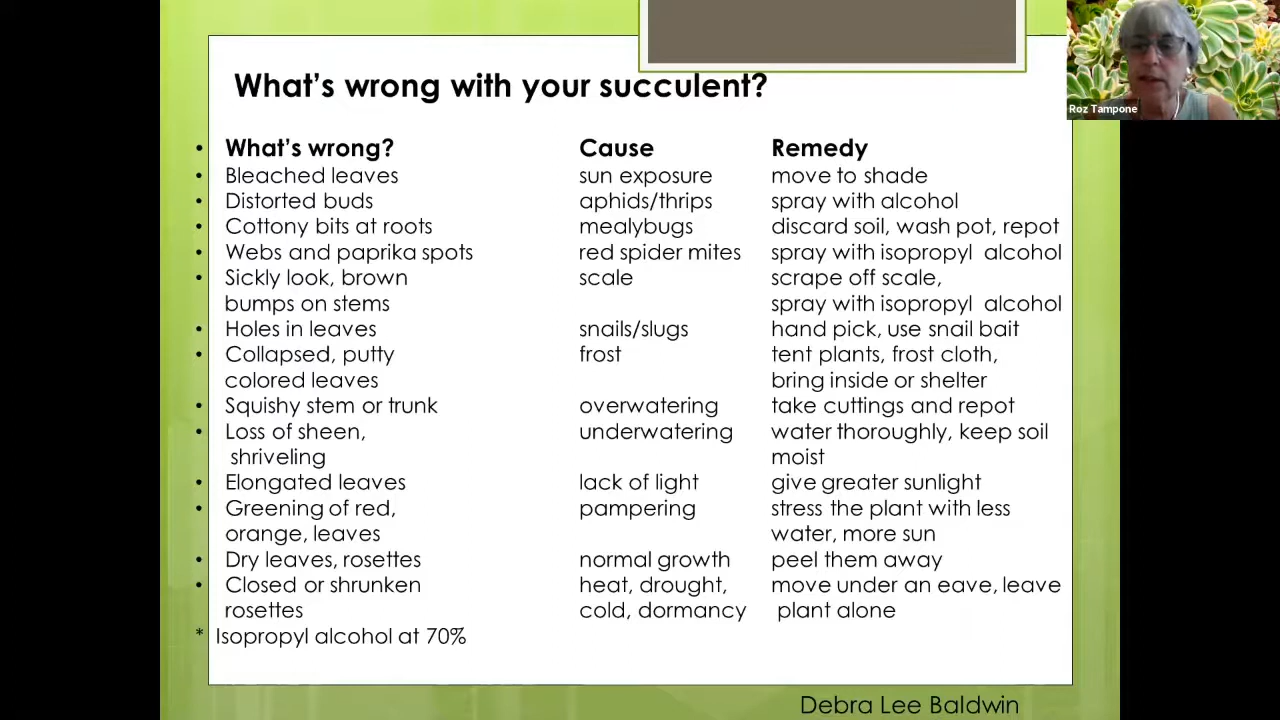 What's wrong with your succulent?
• What's wrong? Cause Remedy
• Bleached leaves sun exposure move to shade
• Distorted buds aphids/thrips spray with alcohol
• Cottony bits at roots mealybugs discard soil, wash pot, repot
• Webs and paprika spots red spider mites spray with isopropyl alcohol
• Sickly look, brown scale scrape off scale,
bumps on stems spray with isopropyl alcohol
• Holes in leaves snails/slugs hand pick, use snail bait
• Collapsed, putty frost tent plants, frost cloth,
colored leaves bring inside or shelter
• Squishy stem or trunk overwatering take cuttings and repot
• Loss of sheen, underwatering water thoroughly, keep soil
shriveling moist
• Elongated leaves lack of light give greater sunlight
• Greening of red, pampering stress the plant with less
orange, leaves water, more sun
• Dry leaves, rosettes normal growth peel them away
• Closed or shrunken heat, drought, move under an eave, leave
rosettes cold, dormancy plant alone
* Isopropyl alcohol at 70%
Debra Lee Baldwin
Roz Tampone